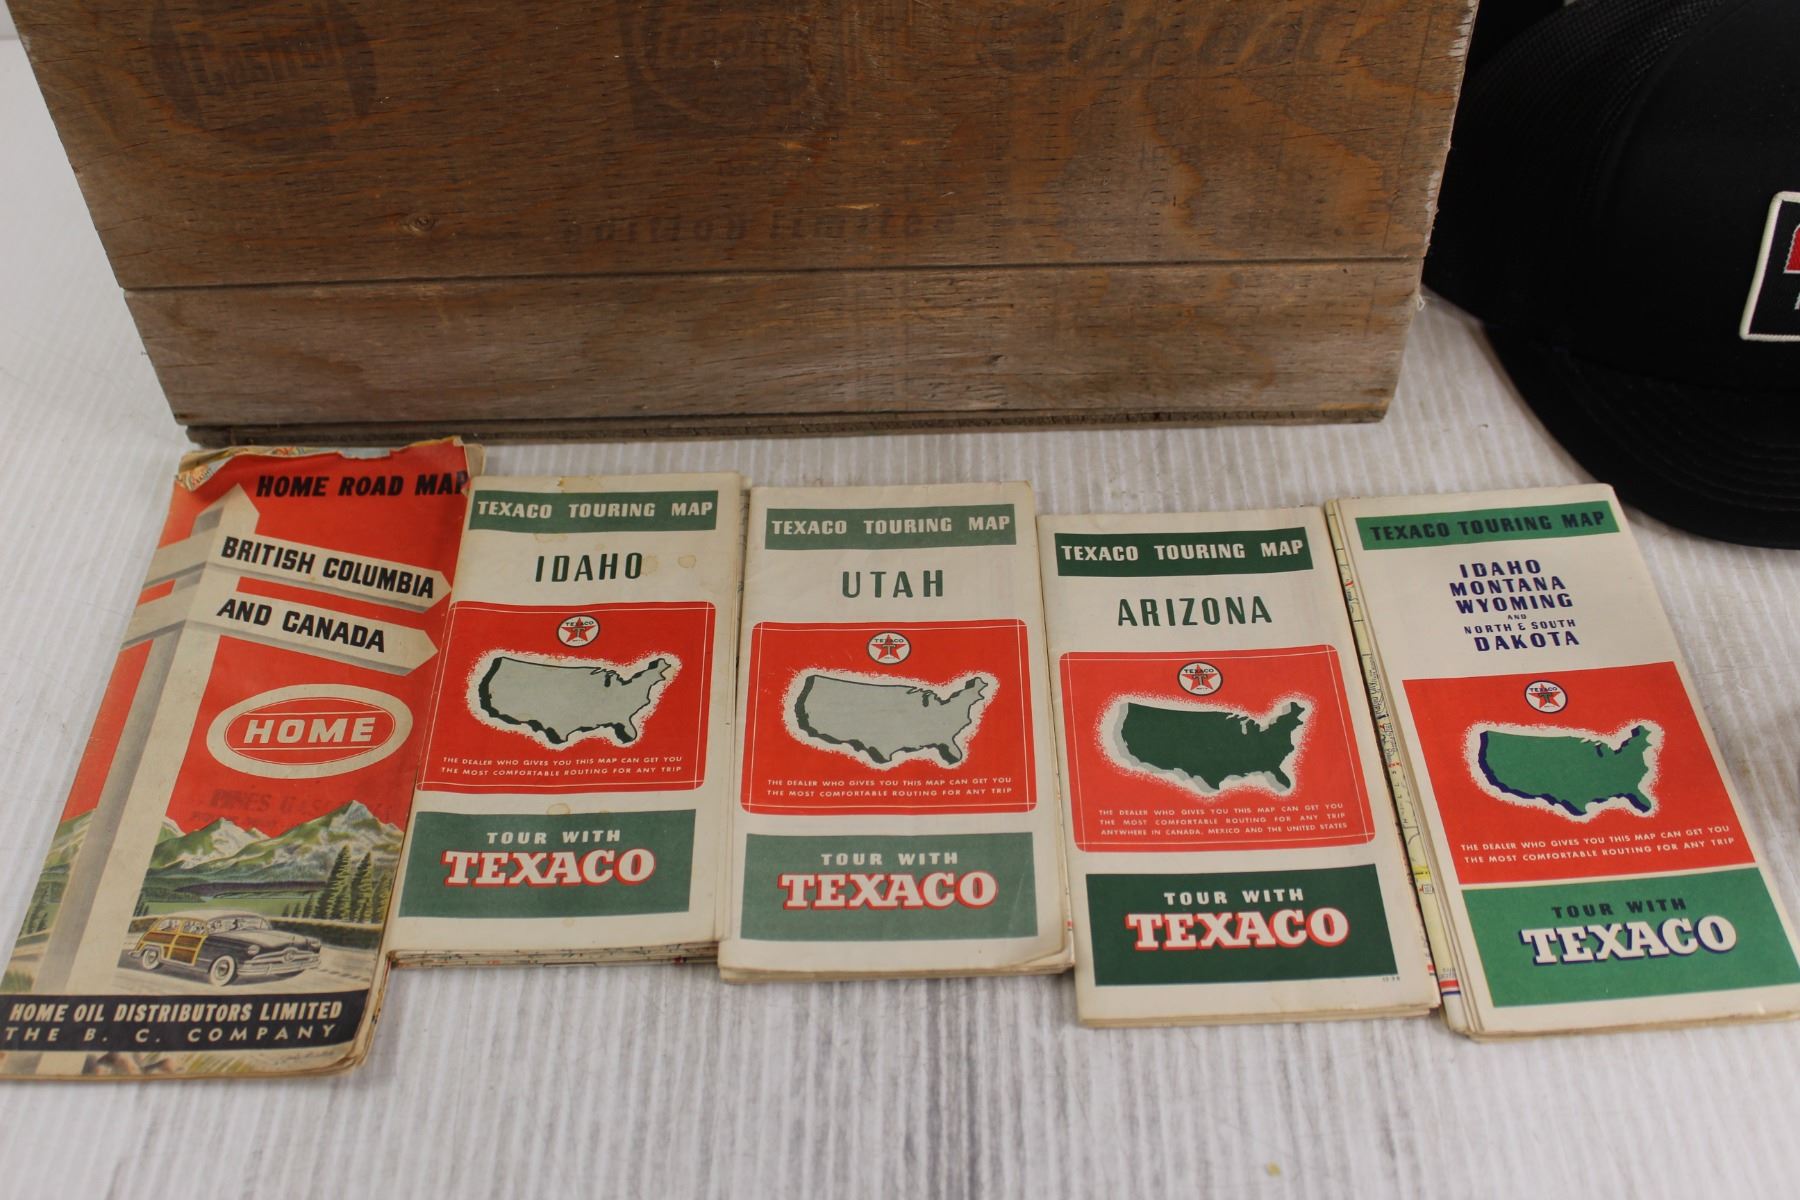 Castrol
HOME ROAD MAP
BRITISH COLUMBIA
AND CANADA
HOME
HOME OIL DISTRIBUTORS LIMITED
THE B. C. COMPANY
TEXACO TOURING MAP
IDAHO
TEXACO
T
THE DEALER WHO GIVES YOU THIS MAP CAN GET YOU
THE MOST COMFORTABLE ROUTING FOR ANY TRIP
TOUR WITH
TEXACO
TEXACO TOURING MAP
UTAH
TEXACO
T
THE DEALER WHO GIVES YOU THIS MAP CAN GET YOU
THE MOST COMFORTABLE ROUTING FOR ANY TRIP
TOUR WITH
TEXACO
TEXACO TOURING MAP
ARIZONA
TEXACO
T
THE DEALER WHO GIVES YOU THIS MAP CAN GET YOU
THE MOST COMFORTABLE ROUTING FOR ANY TRIP
ANYWHERE IN CANADA, MEXICO AND THE UNITED STATES
TOUR WITH
TEXACO
TEXACO TOURING MAP
IDAHO
MONTANA
WYOMING
AND
NORTH & SOUTH
DAKOTA
TEXACO
T
THE DEALER WHO GIVES YOU THIS MAP CAN GET YOU
THE MOST COMFORTABLE ROUTING FOR ANY TRIP
TOUR WITH
TEXACO